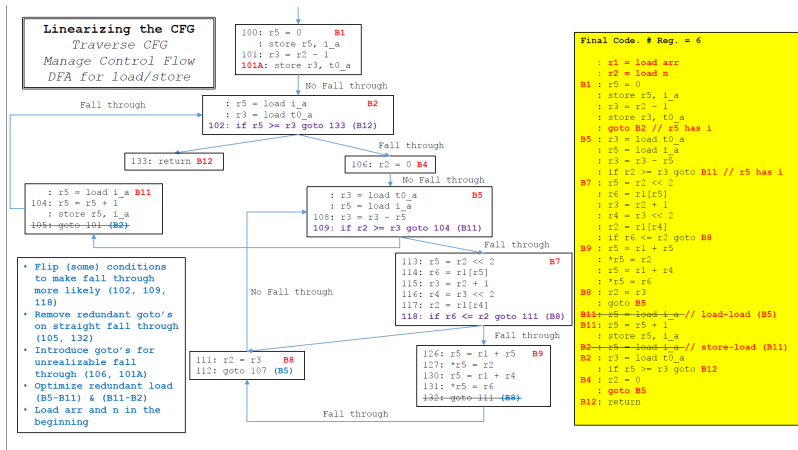 Linearizing the CFG
Traverse CFG
Manage Control Flow
DFA for load/store
100: r5 = 0 B1
: store r5, i_a
101: r3 = r2 - 1
101A: store r3, t0_a
No Fall through
Fall through
: r5 = load i_a B2
: r3 = load t0_a
102: if r5 >= r3 goto 133 (B12)
Fall through
133: return B12
106: r2 = 0 B4
No Fall through
: r5 = load i_a B11
104: r5 = r5 + 1
: store r5, i_a
105: goto 101 (B2)
: r3 = load t0_a B5
: r5 = load i_a
108: r3 = r3 - r5
109: if r2 >= r3 goto 104 (B11)
Fall through
113: r5 = r2 << 2 B7
114: r6 = r1[r5]
115: r3 = r2 + 1
116: r4 = r3 << 2
117: r2 = r1[r4]
118: if r6 <= r2 goto 111 (B8)
No Fall through
Fall through
111: r2 = r3 B8
112: goto 107 (B5)
126: r5 = r1 + r5 B9
127: *r5 = r2
130: r5 = r1 + r4
131: *r5 = r6
132: goto 111 (B8)
Fall through
• Flip (some) conditions
to make fall through
more likely (102, 109,
118)
• Remove redundant goto's
on straight fall through
(105, 132)
• Introduce goto's for
unrealizable fall
through (106, 101A)
• Optimize redundant load
(B5-B11) & (B11-B2)
• Load arr and n in the
beginning
Final Code. # Reg. = 6
: r1 = load arr
: r2 = load n
B1 : r5 = 0
: store r5, i_a
: r3 = r2 - 1
: store r3, t0_a
: goto B2 // r5 has i
B5 : r3 = load t0_a
: r5 = load i_a
: r3 = r3 - r5
: if r2 >= r3 goto B11 // r5 has i
B7 : r5 = r2 << 2
: r6 = r1[r5]
: r3 = r2 + 1
: r4 = r3 << 2
: r2 = r1[r4]
: if r6 <= r2 goto B8
B9 : r5 = r1 + r5
: *r5 = r2
: r5 = r1 + r4
: *r5 = r6
B8 : r2 = r3
: goto B5
B11: r5 = load i_a // load-load (B5)
B11: r5 = r5 + 1
: store r5, i_a
B2 : r5 = load i_a // store-load (B11)
B2 : r3 = load t0_a
: if r5 >= r3 goto B12
B4 : r2 = 0
: goto B5
B12: return